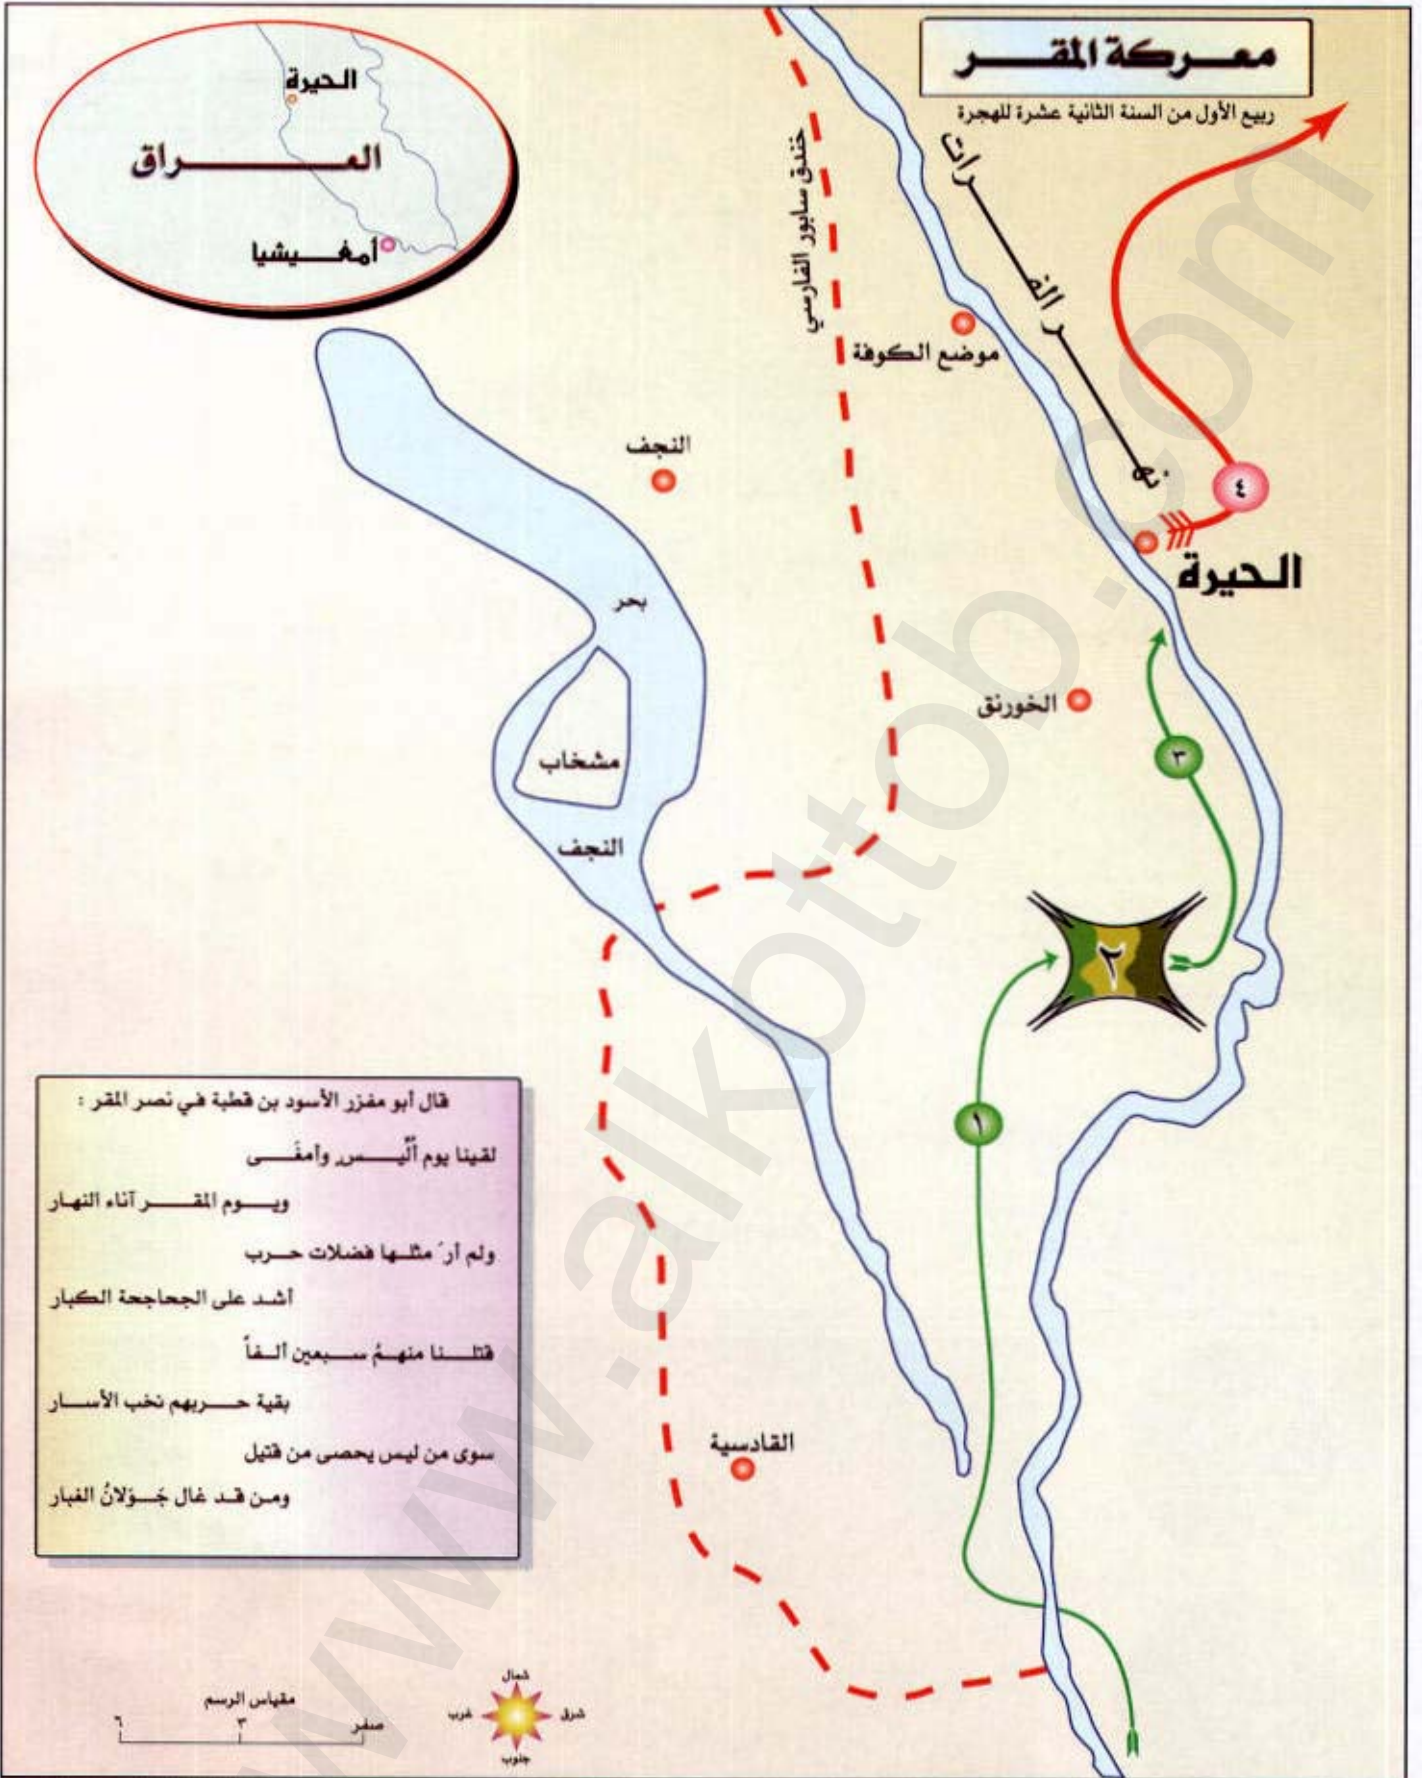 معركة المقر
ربيع الأول من السنة الثانية عشرة للهجرة
الحيرة
العراق
أمغيشيا
خندق سابور الفارسي
نهر الفرات
موضع الكوفة
النجف
٤
الحيرة
بحر
الخورنق
٣
مشخاب
النجف
٢
١
قال أبو مفزر الأسود بن قطبة في نصر المقر :
لقينا يوم أُلَّيس وأمغَى
ويوم المقر آناء النهار
ولم أرَ مثلها فضلات حرب
أشد على الجحاجحة الكبار
قتلنا منهمُ سبعين ألفاً
بقية حربهم نخب الأسار
سوى من ليس يحصى من قتيل
ومن قد غال جَوْلانُ الغبار
القادسية
شمال
شرق
غرب
جنوب
مقياس الرسم
صفر ٣ ٦
www.alkottob.com